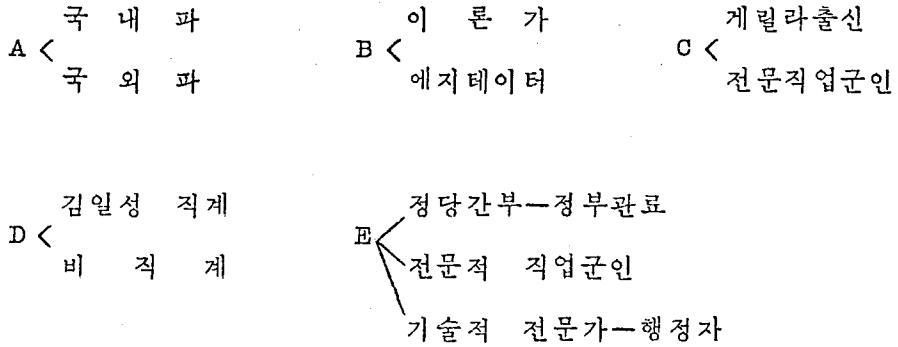 국 내 파
A <
국 외 파
이 론 가
B <
에지테이터
게릴라출신
C <
전문직업군인
김일성 직계
D <
비 직 계
정당간부—정부관료
E
전문적 직업군인
기술적 전문가—행정자